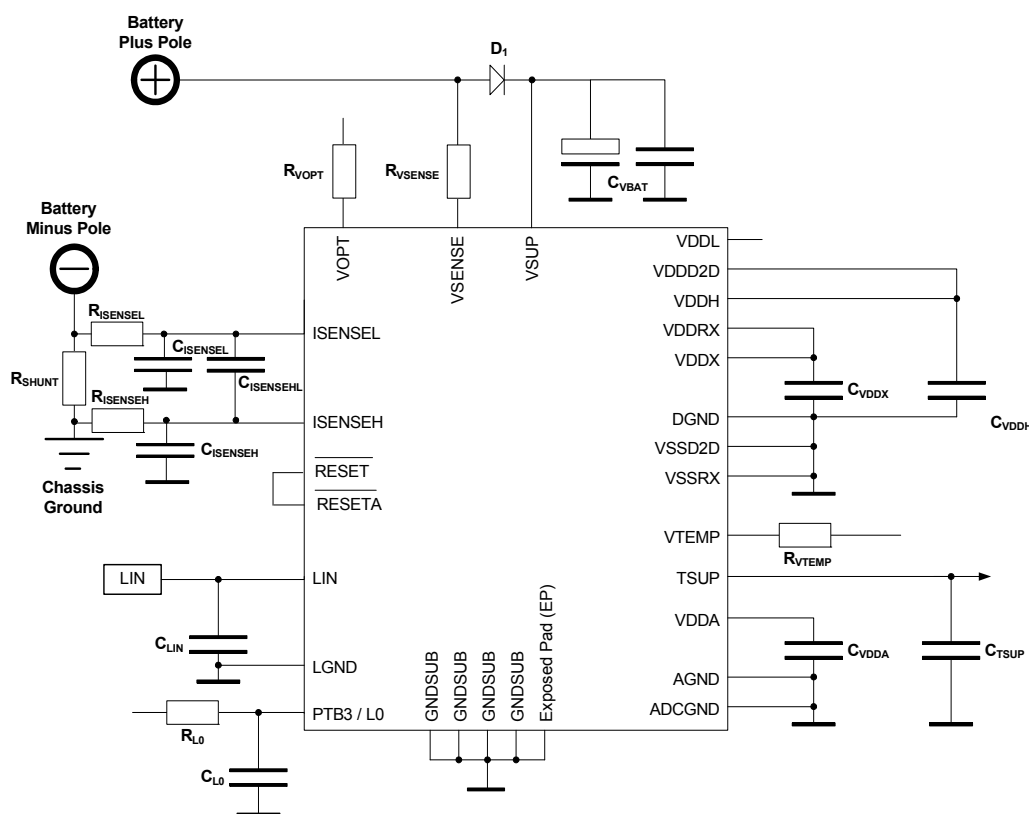 Battery
Plus Pole
D1
RVOPT
RVSENSE
CVBAT
Battery
Minus Pole
VOPT
VSENSE
VSUP
VDDL
VDDD2D
VDDH
VDDRX
VDDX
DGND
VSSD2D
VSSRX
VTEMP
TSUP
VDDA
AGND
ADCGND
CVDDX
CVDDH
RVTEMP
CVDDA
CTSUP
RISENSEL
CISENSEL
RSHUNT
CISENSEHL
RISENSEH
CISENSEH
Chassis
Ground
ISENSEL
ISENSEH
RESET
RESETA
LIN
LIN
CLIN
LGND
PTB3 / L0
RL0
CL0
GNDSUB
GNDSUB
GNDSUB
GNDSUB
Exposed Pad (EP)